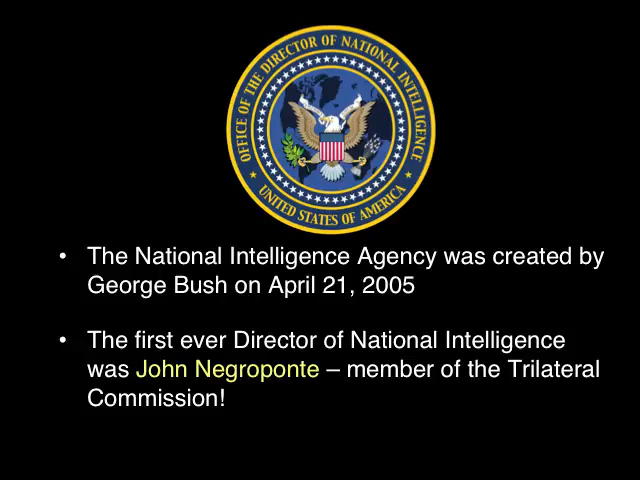 OFFICE OF THE DIRECTOR OF NATIONAL INTELLIGENCE
UNITED STATES OF AMERICA
• The National Intelligence Agency was created by
George Bush on April 21, 2005
• The first ever Director of National Intelligence
was John Negroponte – member of the Trilateral
Commission!